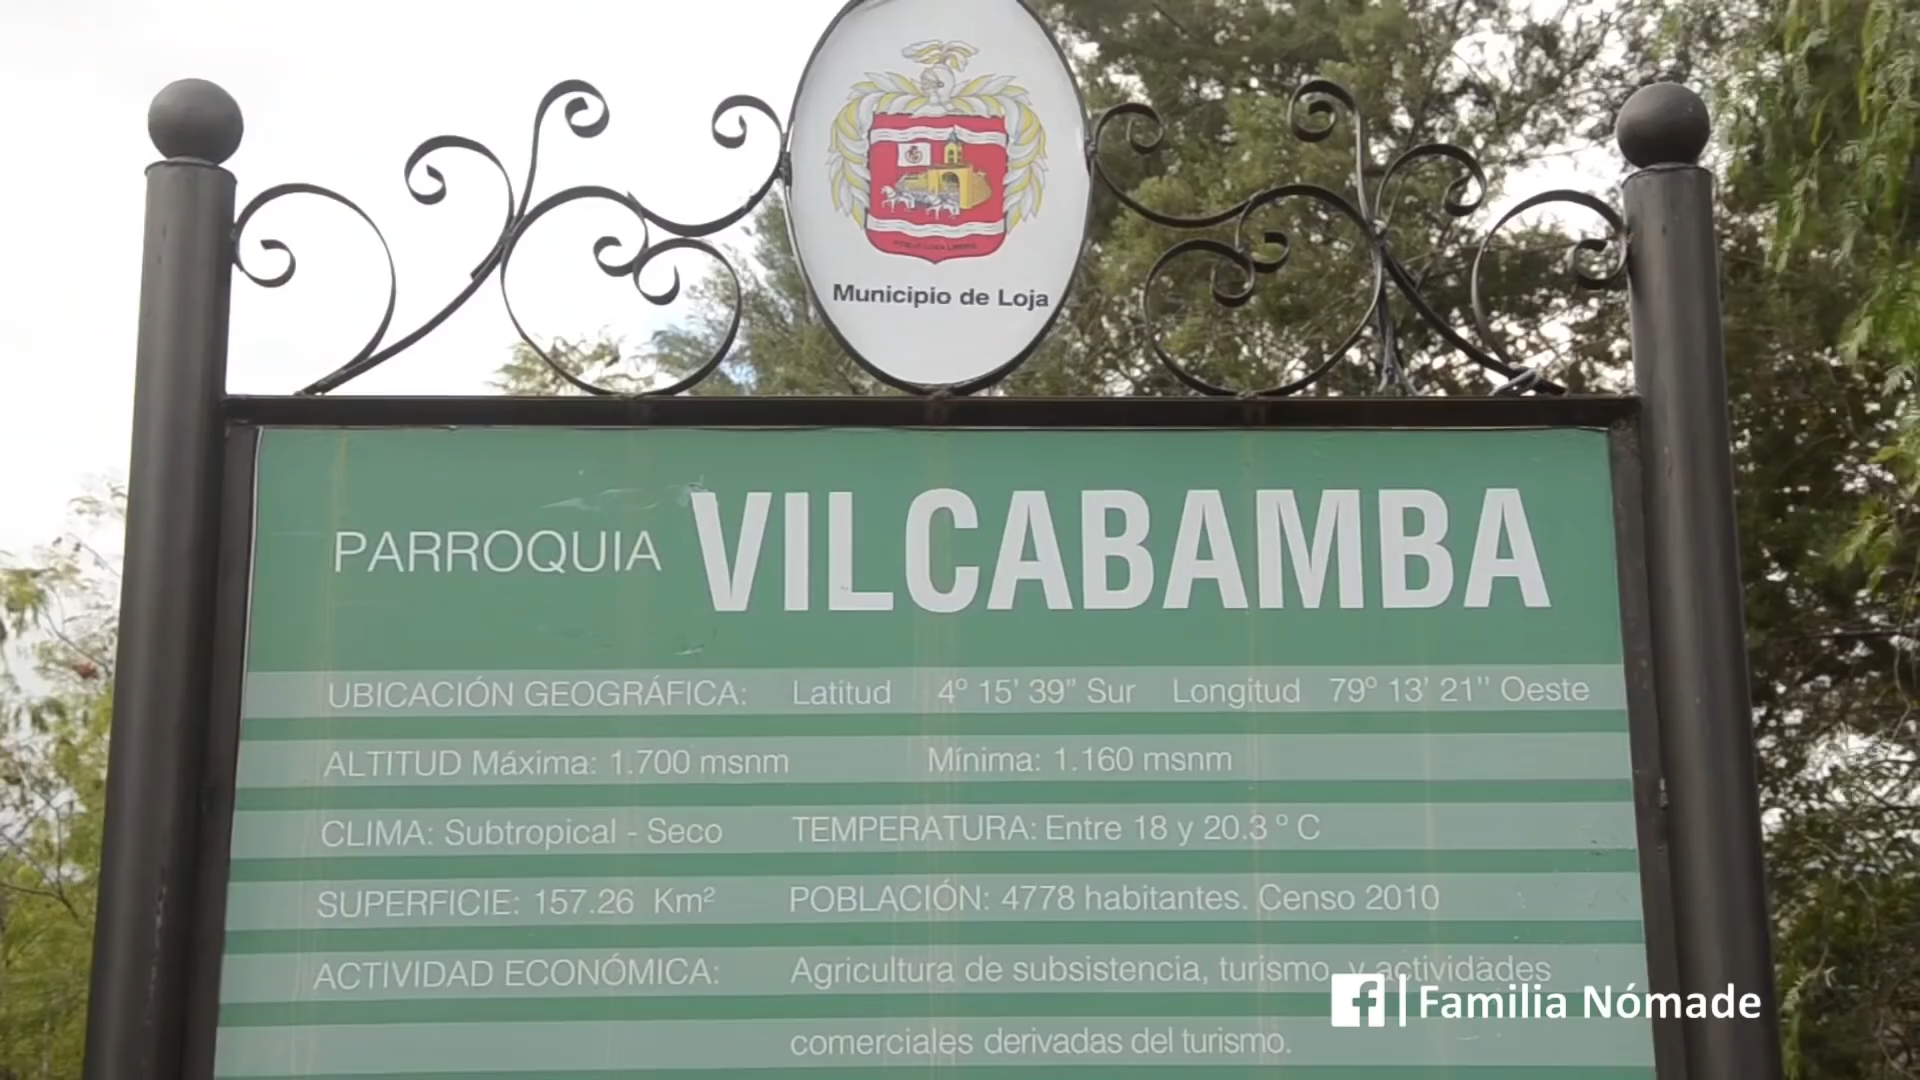 Municipio de Loja
PARROQUIA VILCABAMBA
UBICACIÓN GEOGRÁFICA: Latitud 4º 15' 39" Sur Longitud 79º 13' 21'' Oeste
ALTITUD Máxima: 1.700 msnm Mínima: 1.160 msnm
CLIMA: Subtropical - Seco TEMPERATURA: Entre 18 y 20.3 º C
SUPERFICIE: 157.26 Km² POBLACIÓN: 4778 habitantes. Censo 2010
ACTIVIDAD ECONÓMICA: Agricultura de subsistencia, turismo y actividades
comerciales derivadas del turismo.
Familia Nómade